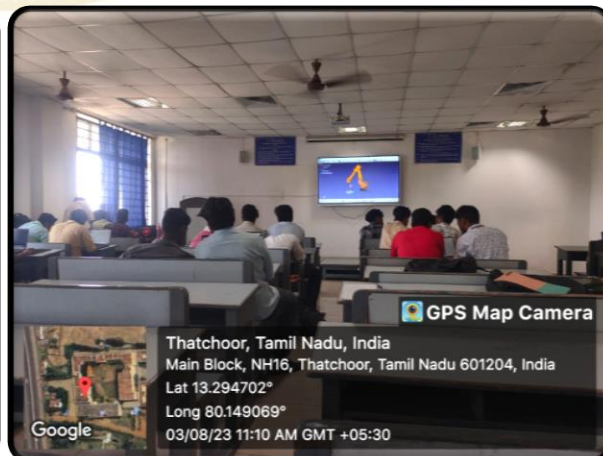 GPS Map Camera
Thatchoor, Tamil Nadu, India
Main Block, NH16, Thatchoor, Tamil Nadu 601204, India
Lat 13.294702°
Long 80.149069°
03/08/23 11:10 AM GMT +05:30
Google